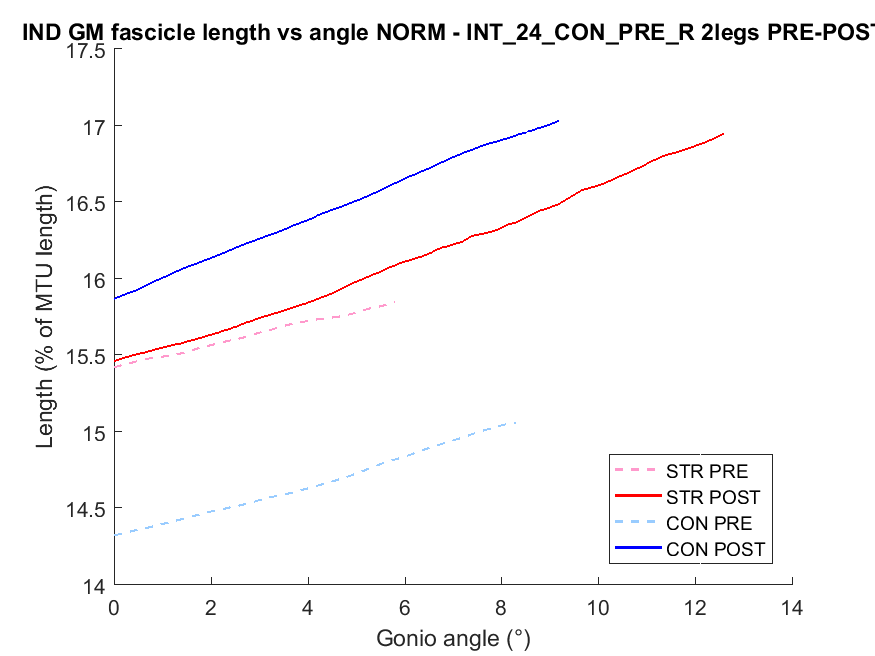 IND GM fascicle length vs angle NORM - INT_24_CON_PRE_R 2legs PRE-POST
17.5
17
16.5
16
15.5
15
14.5
14
Length (% of MTU length)
0 2 4 6 8 10 12 14
Gonio angle (°)
STR PRE
STR POST
CON PRE
CON POST